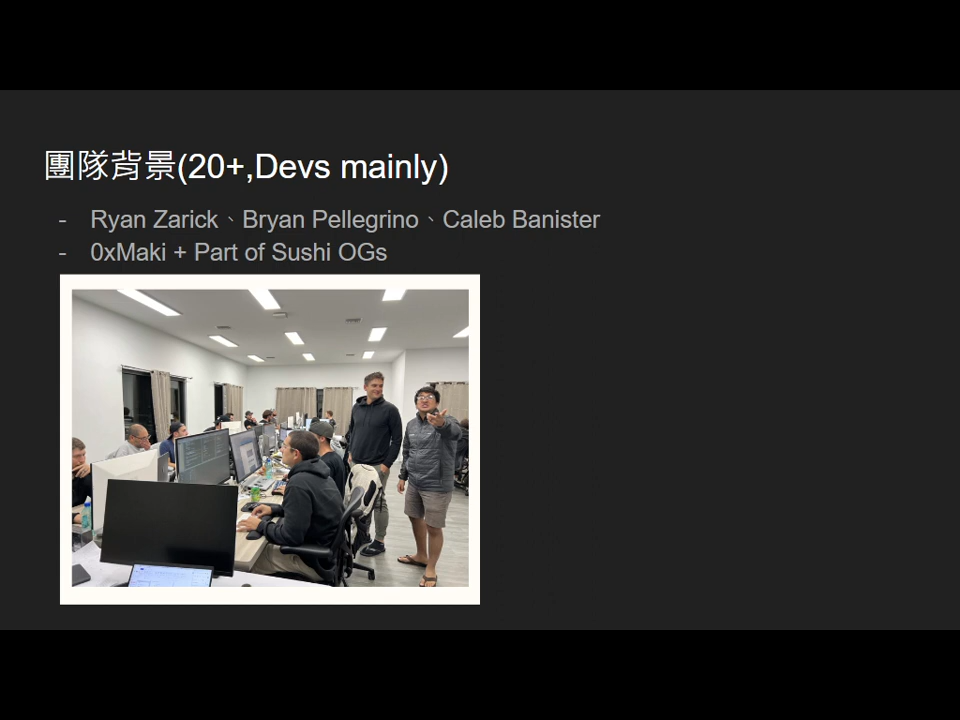 團隊背景(20+,Devs mainly)
- Ryan Zarick、Bryan Pellegrino、Caleb Banister
- 0xMaki + Part of Sushi OGs